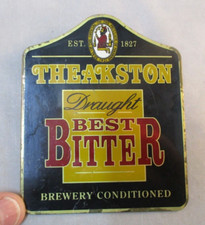 EST. 1827
THEAKSTON
Draught
BEST
BITTER
BREWERY CONDITIONED